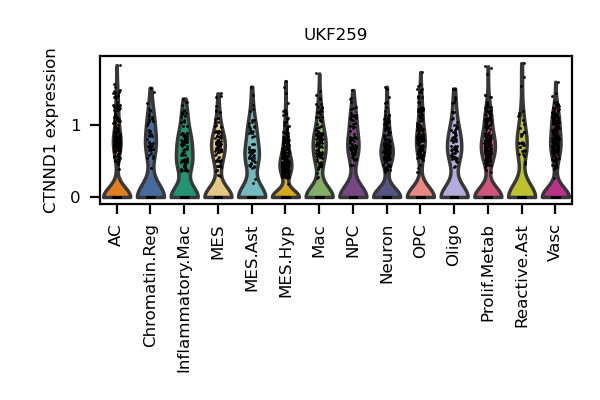 UKF259
CTNND1 expression
1
0
AC
Chromatin.Reg
Inflammatory.Mac
MES
MES.Ast
MES.Hyp
Mac
NPC
Neuron
OPC
Oligo
Prolif.Metab
Reactive.Ast
Vasc